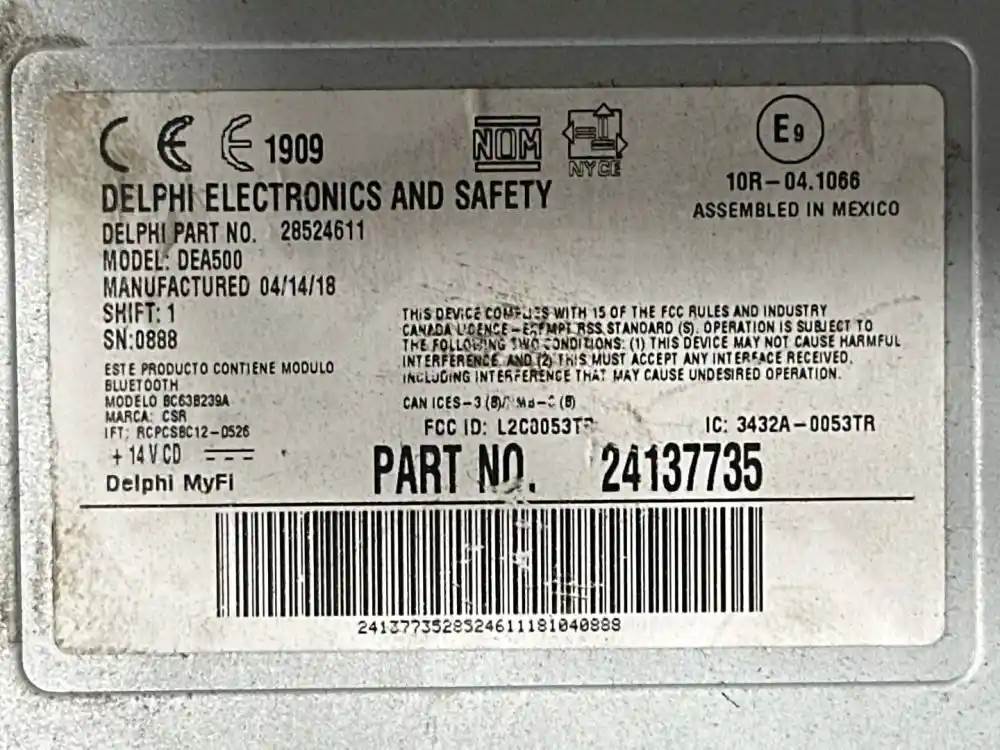 CE CE 1909
NOM
NYCE
E9
10R-04.1066
ASSEMBLED IN MEXICO
DELPHI ELECTRONICS AND SAFETY
DELPHI PART NO. 28524611
MODEL: DEA500
MANUFACTURED 04/14/18
SHIFT: 1
SN:0888
ESTE PRODUCTO CONTIENE MODULO
BLUETOOTH
MODELO BC63B239A
MARCA: CSR
IFT: RCPCSBC12-0526
+ 14 V CD
Delphi MyFi
THIS DEVICE COMPLIES WITH 15 OF THE FCC RULES AND INDUSTRY
CANADA LICENCE-EXEMPT RSS STANDARD (S). OPERATION IS SUBJECT TO
THE FOLLOWING TWO CONDITIONS: (1) THIS DEVICE MAY NOT CAUSE HARMFUL
INTERFERENCE. AND (2) THIS MUST ACCEPT ANY INTERFACE RECEIVED,
INCLUDING INTERFERENCE THAT MAY CAUSE UNDESIRED OPERATION.
CAN ICES-3 (B)/
FCC ID: IC: 3432A-0053TR
PART NO. 24137735
2413773528524611181040888